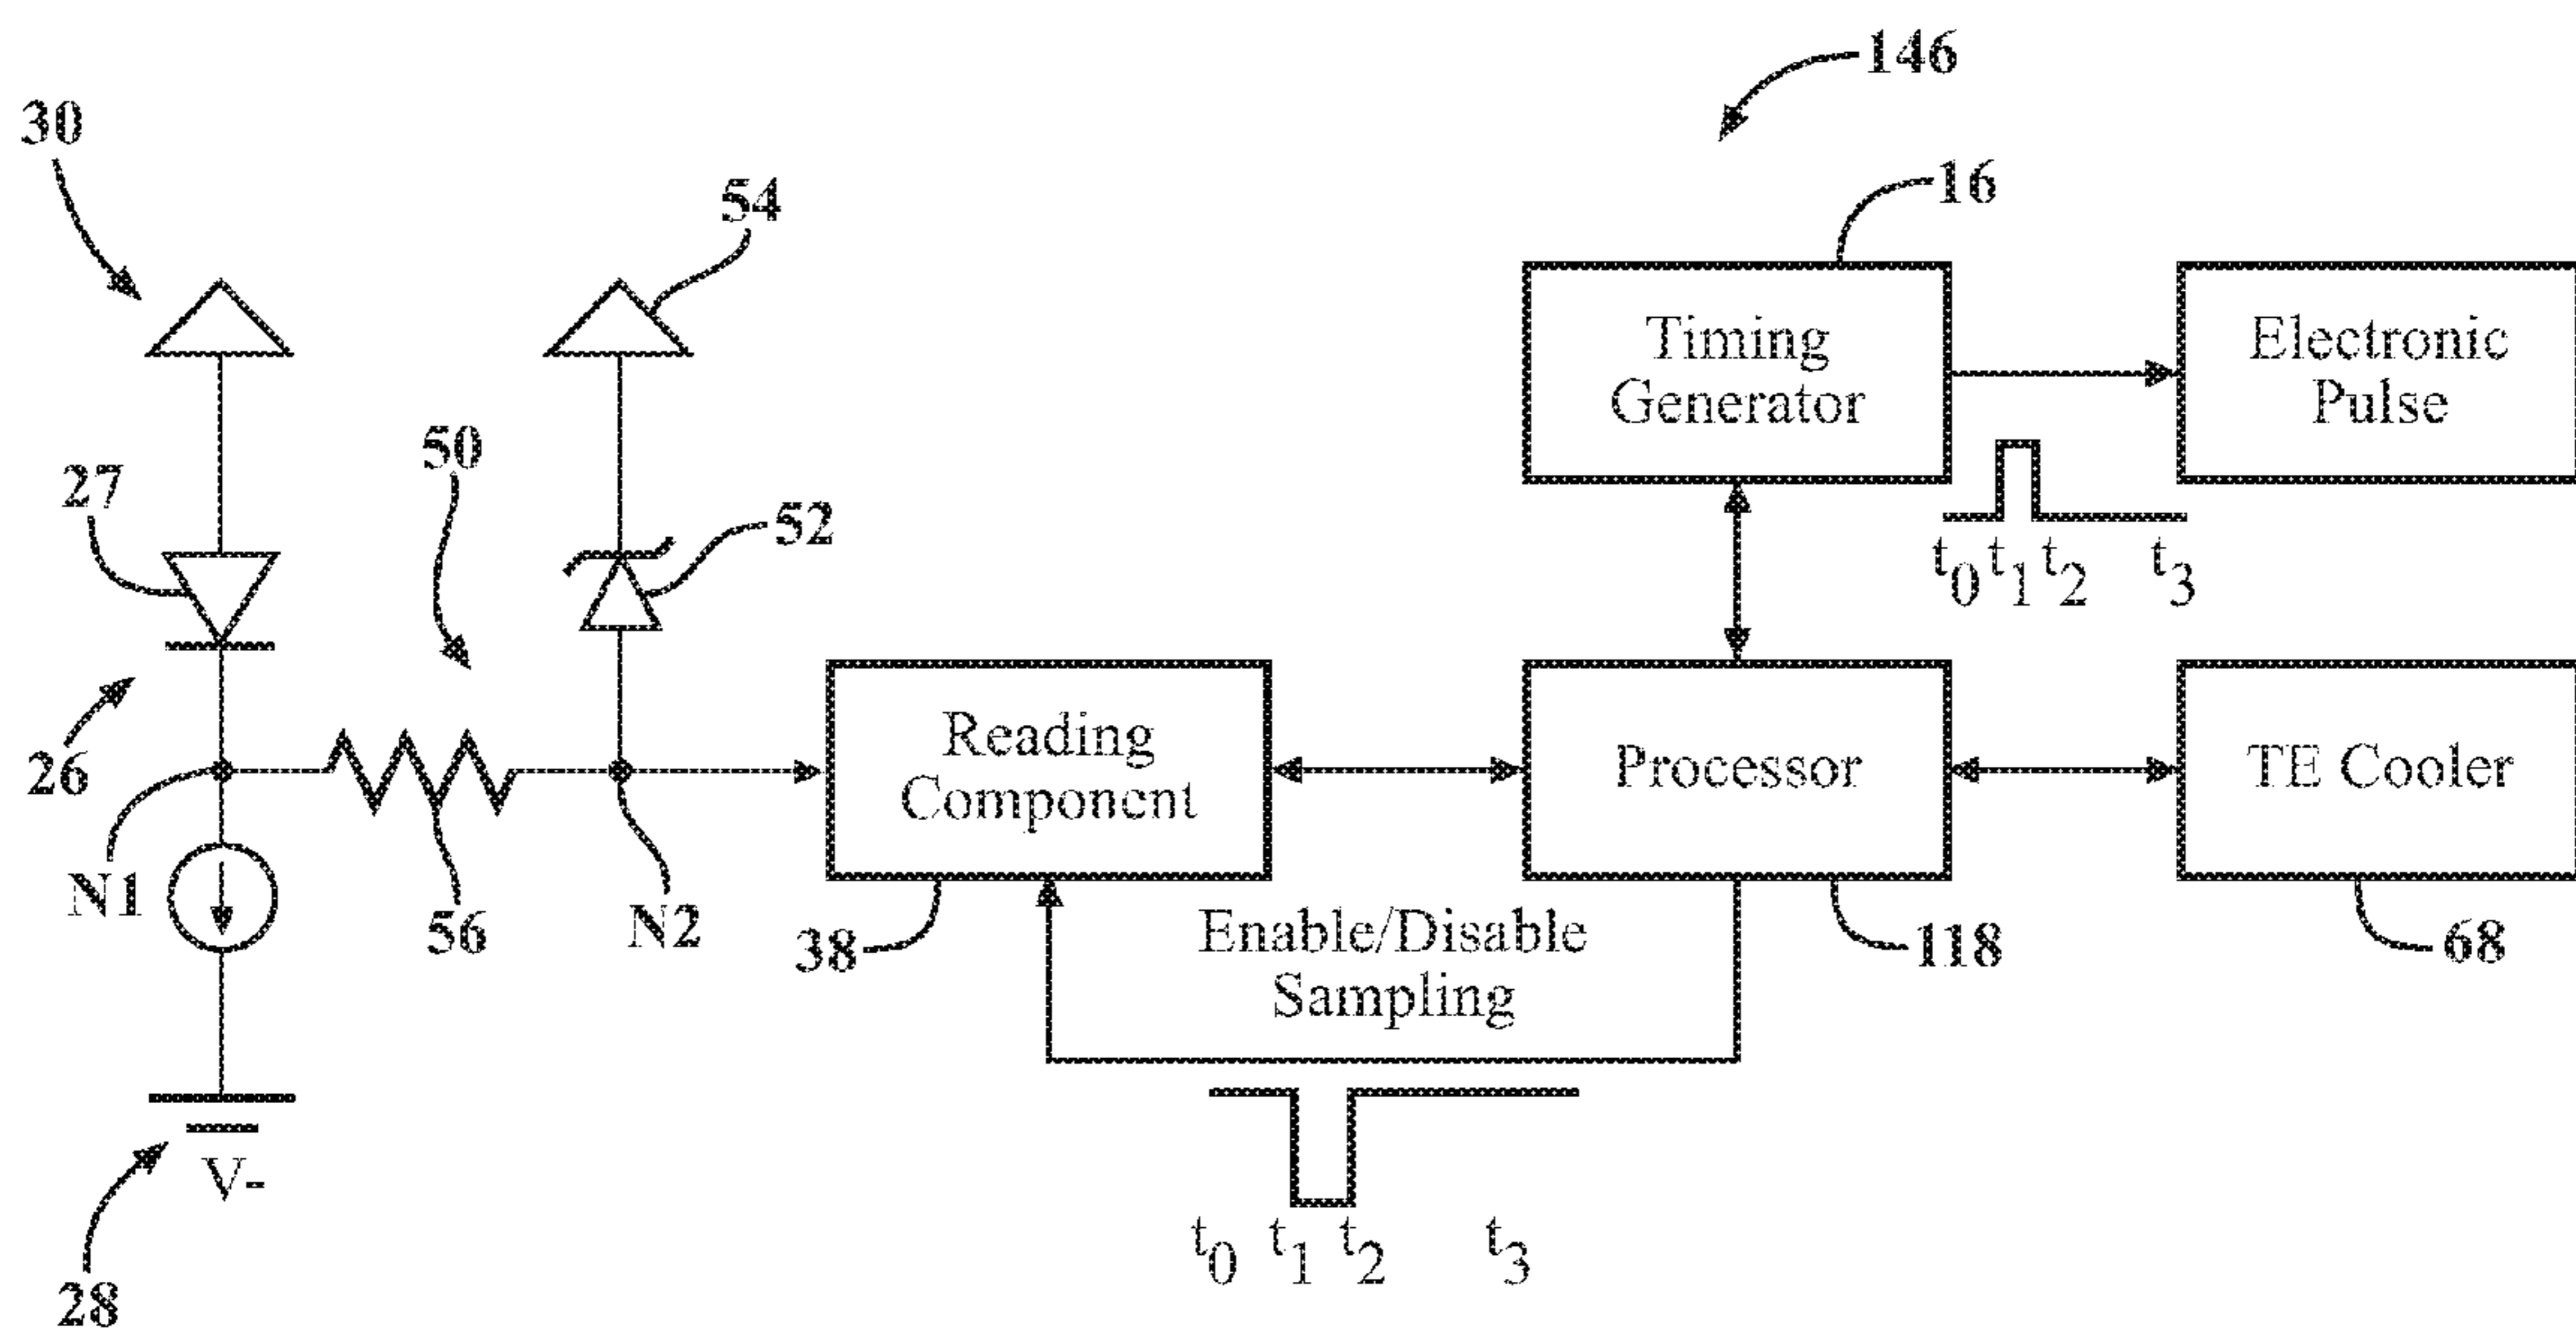 146
30
16
54
Timing
Generator
Electronic
Pulse
50
27
52
t0 t1 t2 t3
Reading
Component
Processor
TE Cooler
26
N1
56
N2
38
Enable/Disable
Sampling
118
68
V-
t0 t1 t2 t3
28